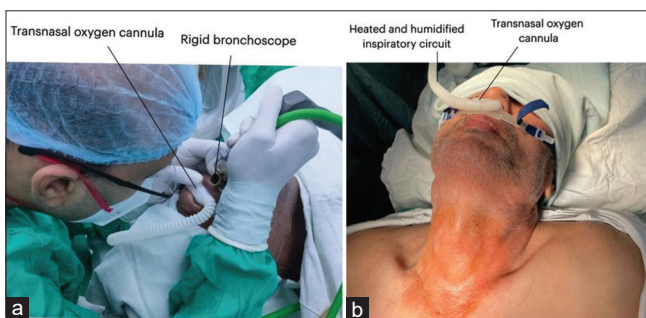 Transnasal oxygen cannula
Rigid bronchoscope
Heated and humidified
inspiratory circuit
Transnasal oxygen
cannula
a
b